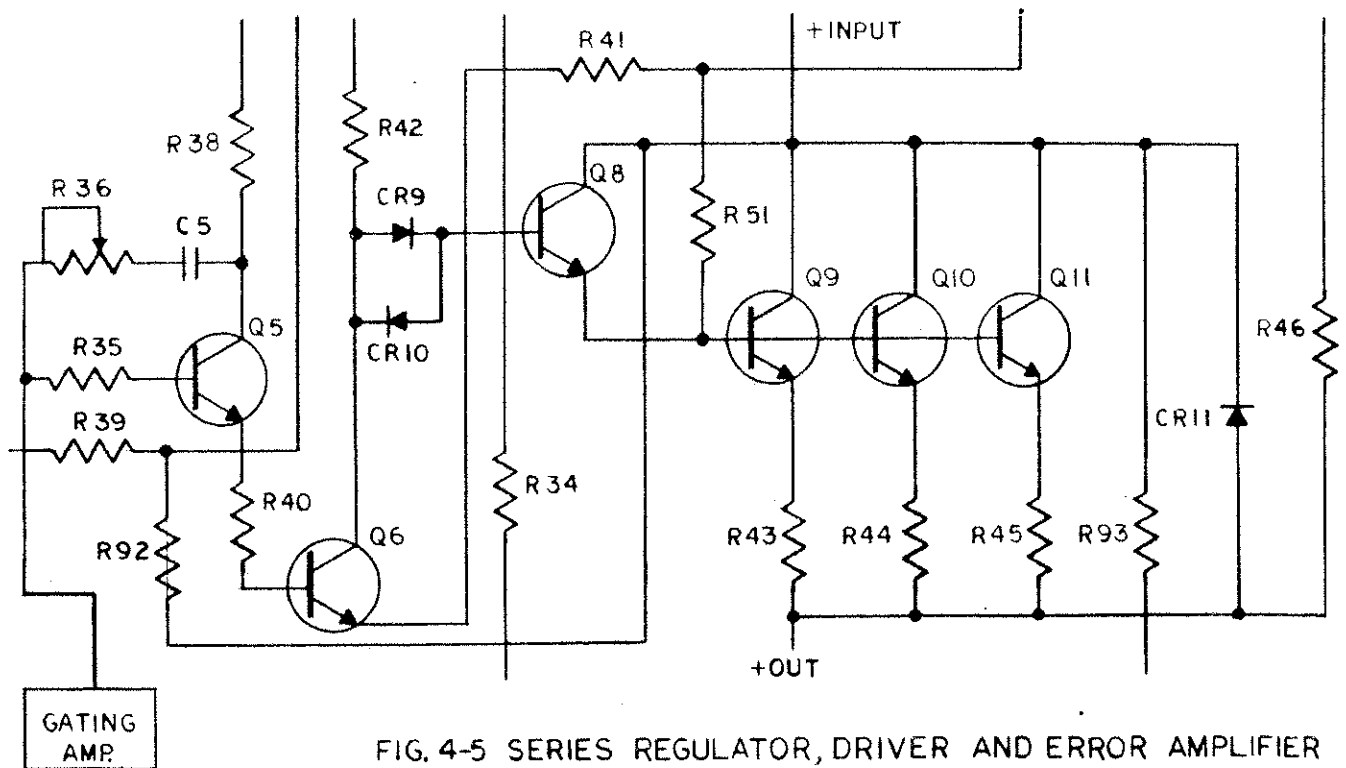 R41
+INPUT
R38
R42
R36
C5
CR9
Q8
R51
Q9
Q10
Q11
Q5
R35
CR10
R46
R39
CR11
R40
R34
R92
Q6
R43
R44
R45
R93
+OUT
GATING
AMP.
FIG. 4-5 SERIES REGULATOR, DRIVER AND ERROR AMPLIFIER